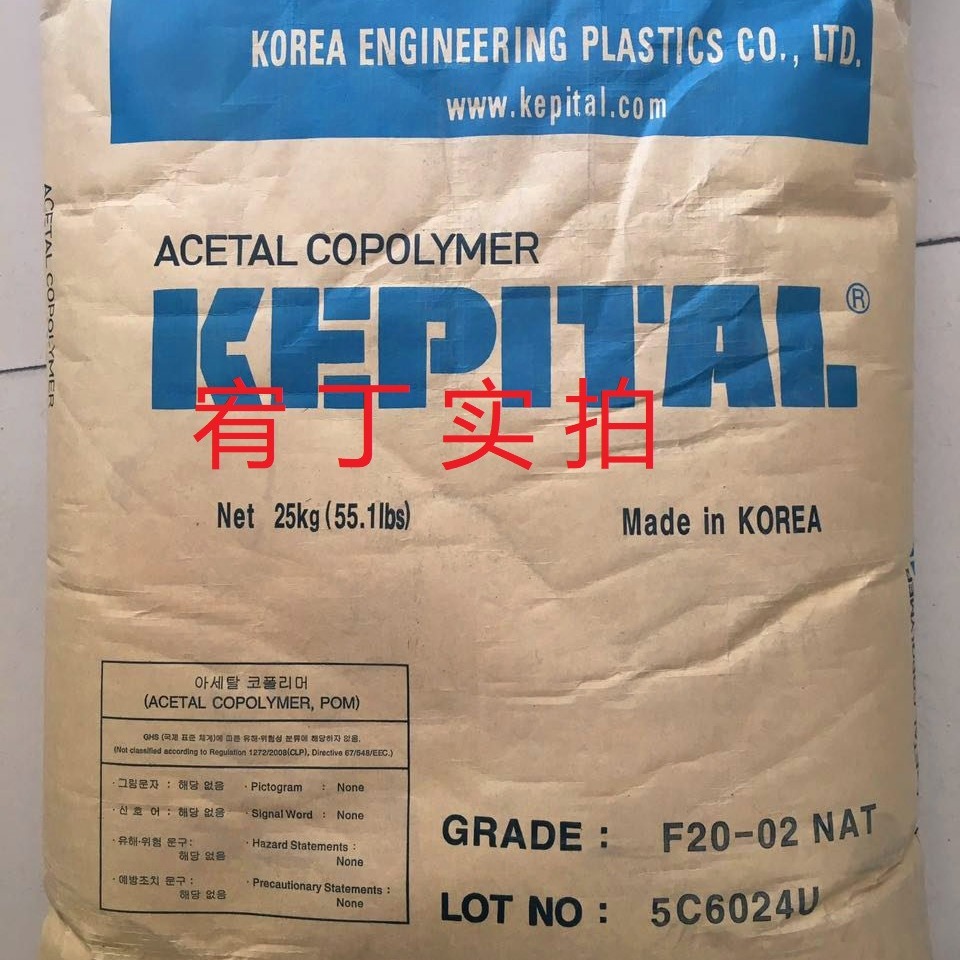 KOREA ENGINEERING PLASTICS CO., LTD.
www.kepital.com
ACETAL COPOLYMER
KEPITAL®
宥丁实拍
Net 25kg (55.1lbs)
Made in KOREA
ACETAL COPOLYMER
아세탈 코폴리머
(ACETAL COPOLYMER, POM)
GHS (국제 표준 체계)에 따른 유해·위험성 분류에 해당하지 않음.
(Not classified according to Regulation 1272/2008(CLP), Directive 67/548/EEC.)
·그림문자 : 해당 없음 ·Pictogram : None
·신 호 어 : 해당 없음 ·Signal Word : None
·유해·위험 문구: ·Hazard Statements :
해당 없음 None
·예방조치 문구 : ·Precautionary Statements :
해당 없음 None
GRADE : F20-02 NAT
LOT NO : 5C6024U